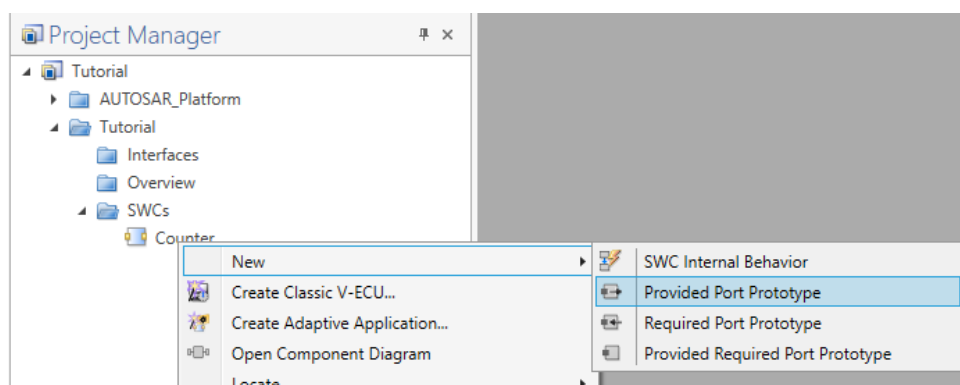 Project Manager
Tutorial
AUTOSAR_Platform
Tutorial
Interfaces
Overview
SWCs
Counter
New
Create Classic V-ECU...
Create Adaptive Application...
Open Component Diagram
Locate
SWC Internal Behavior
Provided Port Prototype
Required Port Prototype
Provided Required Port Prototype